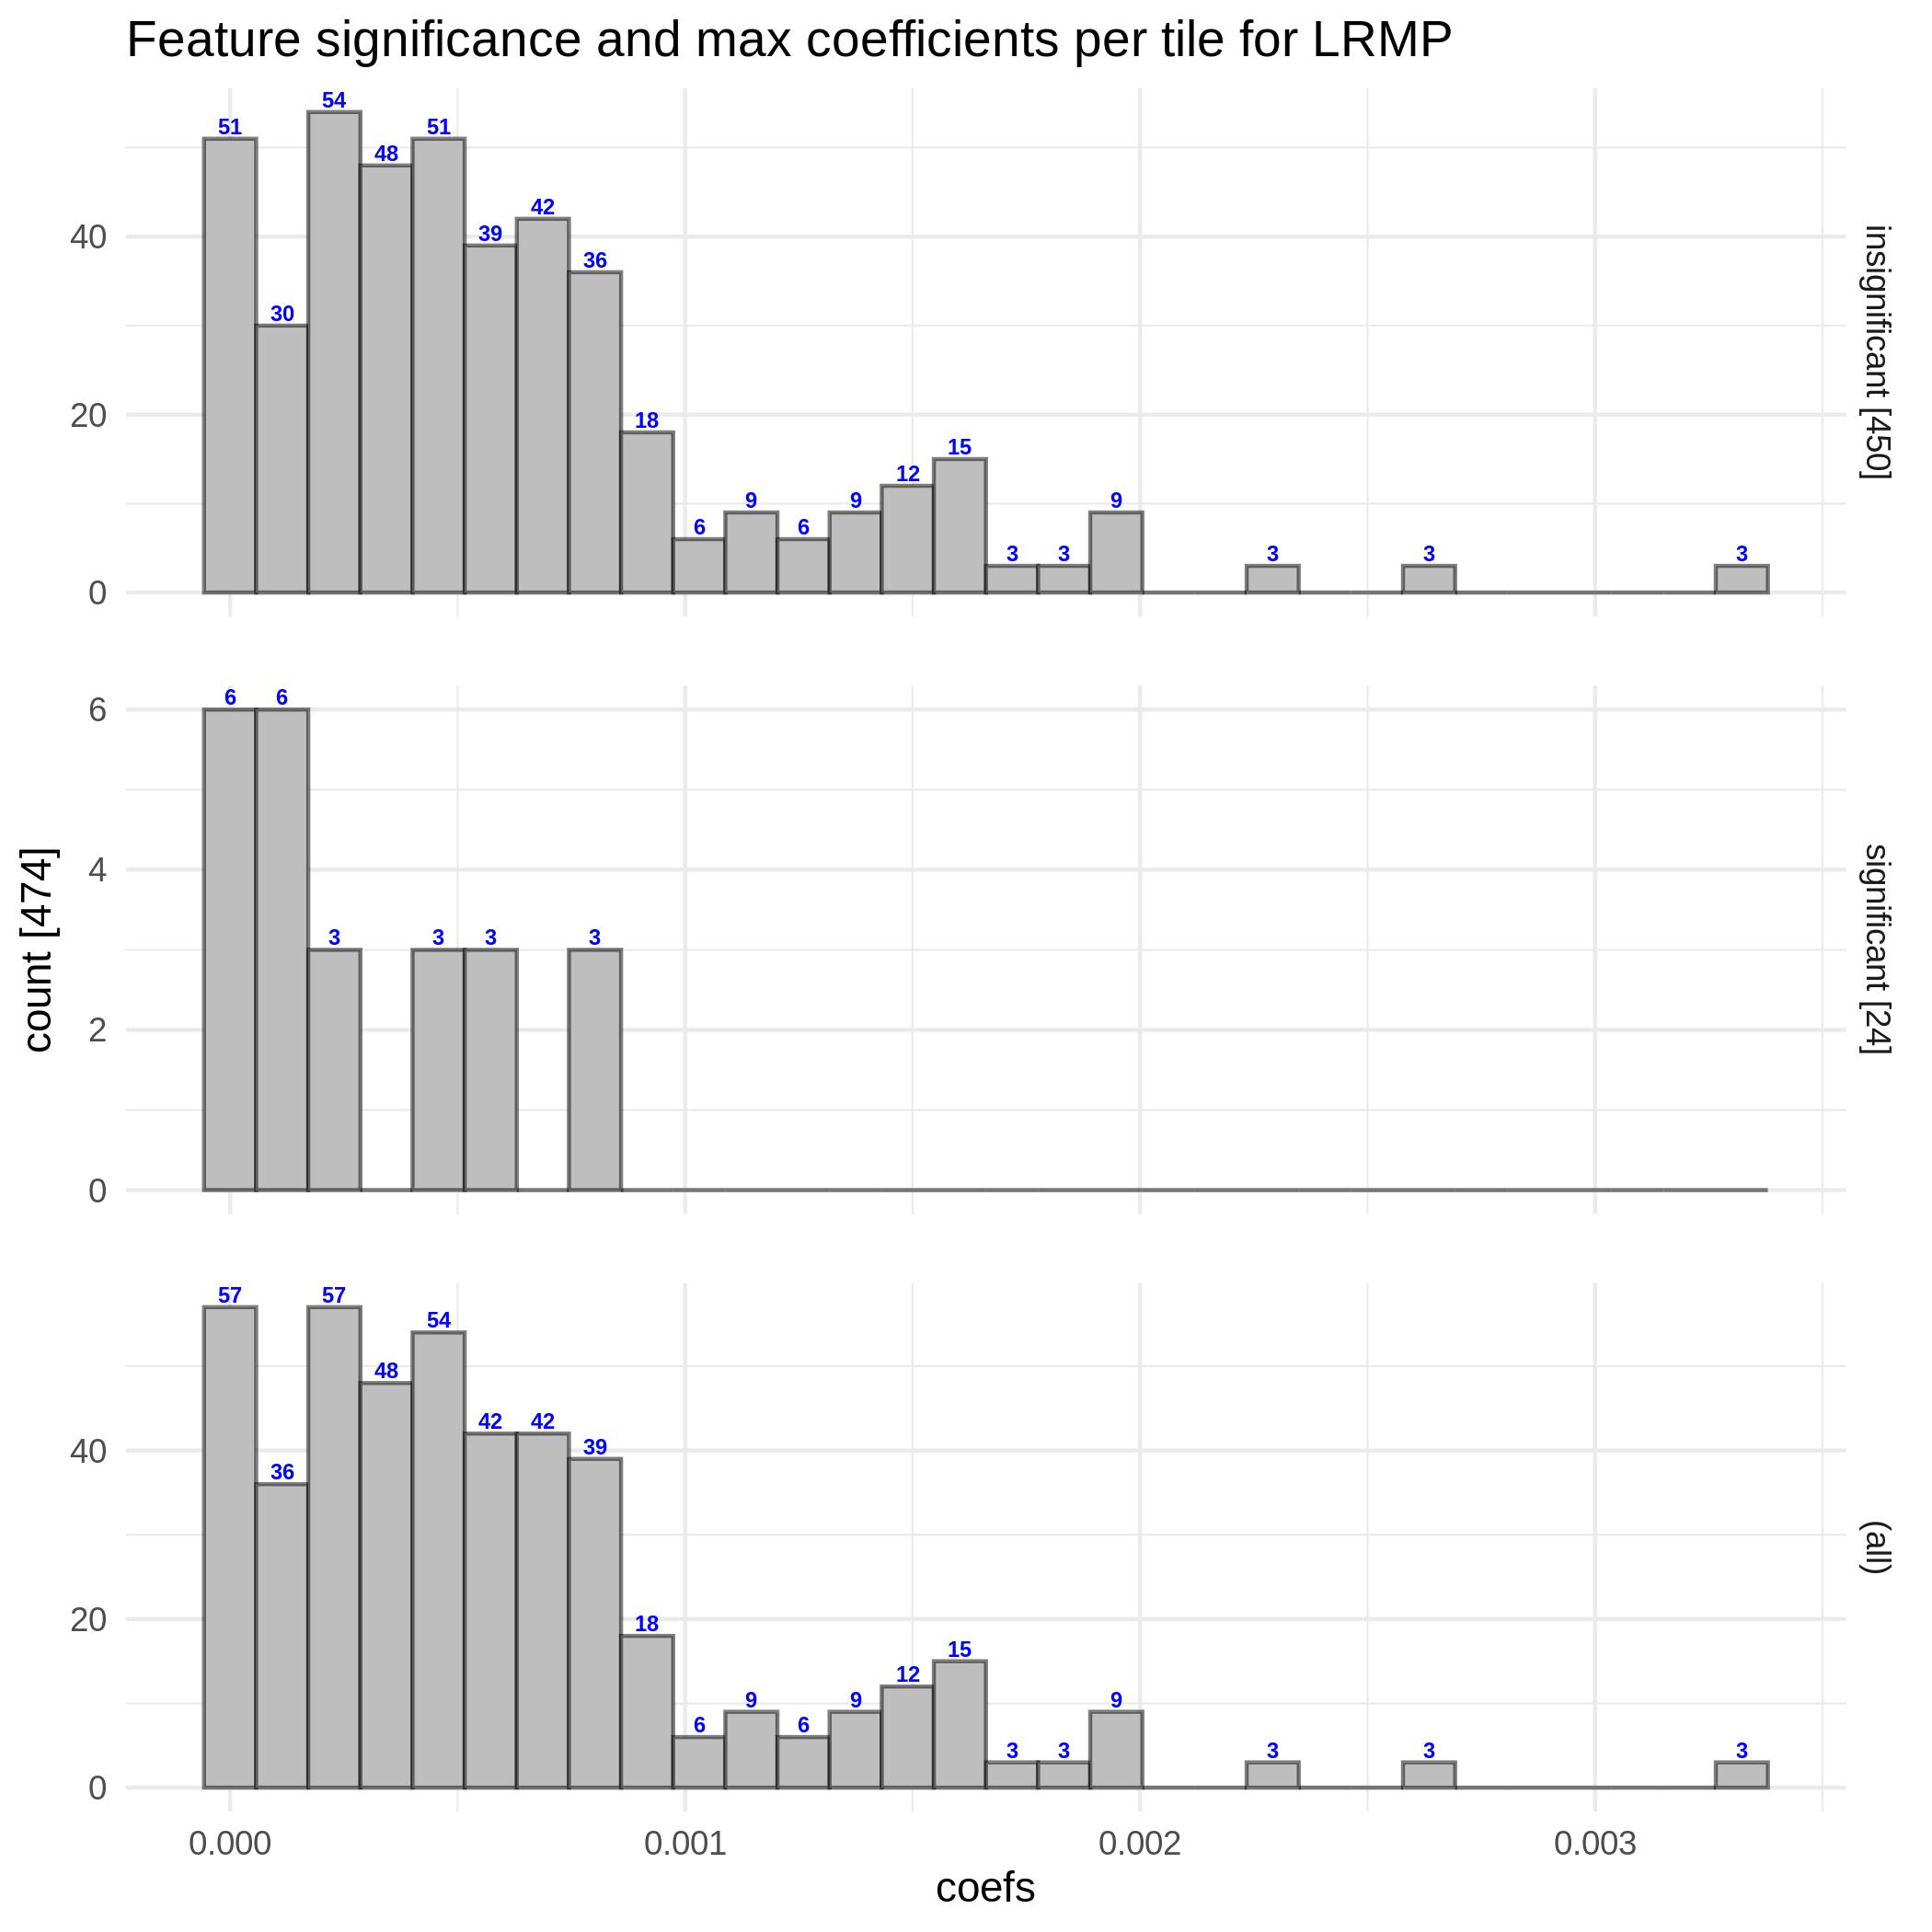 Feature significance and max coefficients per tile for LRMP
51 30 54 48 51 39 42 36 18 6 9 6 9 12 15 3 3 9 3 3 3
40
20
0
insignificant [450]
6 6 3 3 3 3
6
4
2
0
significant [24]
count [474]
57 36 57 48 54 42 42 39 18 6 9 6 9 12 15 3 3 9 3 3 3
40
20
0
(all)
0.000 0.001 0.002 0.003
coefs